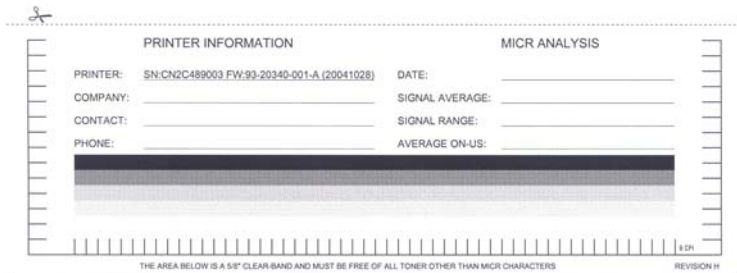 PRINTER INFORMATION
MICR ANALYSIS
PRINTER: SN:CN2C489003 FW:93-20340-001-A (20041028)
DATE:
COMPANY:
SIGNAL AVERAGE:
CONTACT:
SIGNAL RANGE:
PHONE:
AVERAGE ON-US:
8 CPI
THE AREA BELOW IS A 5/8" CLEAR-BAND AND MUST BE FREE OF ALL TONER OTHER THAN MICR CHARACTERS
REVISION H